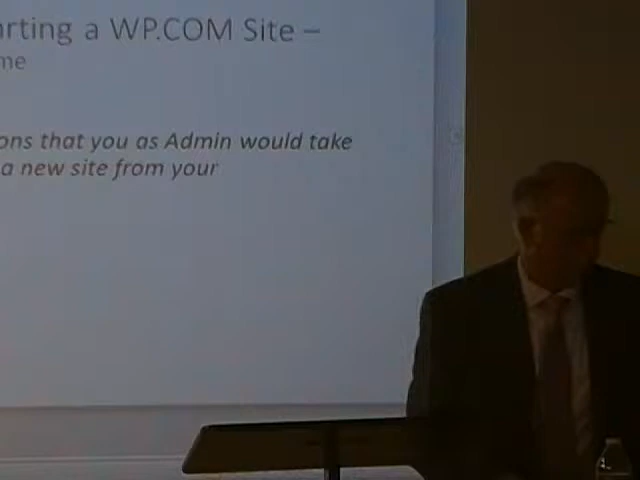 arting a WP.COM Site –
me
ons that you as Admin would take
a new site from your